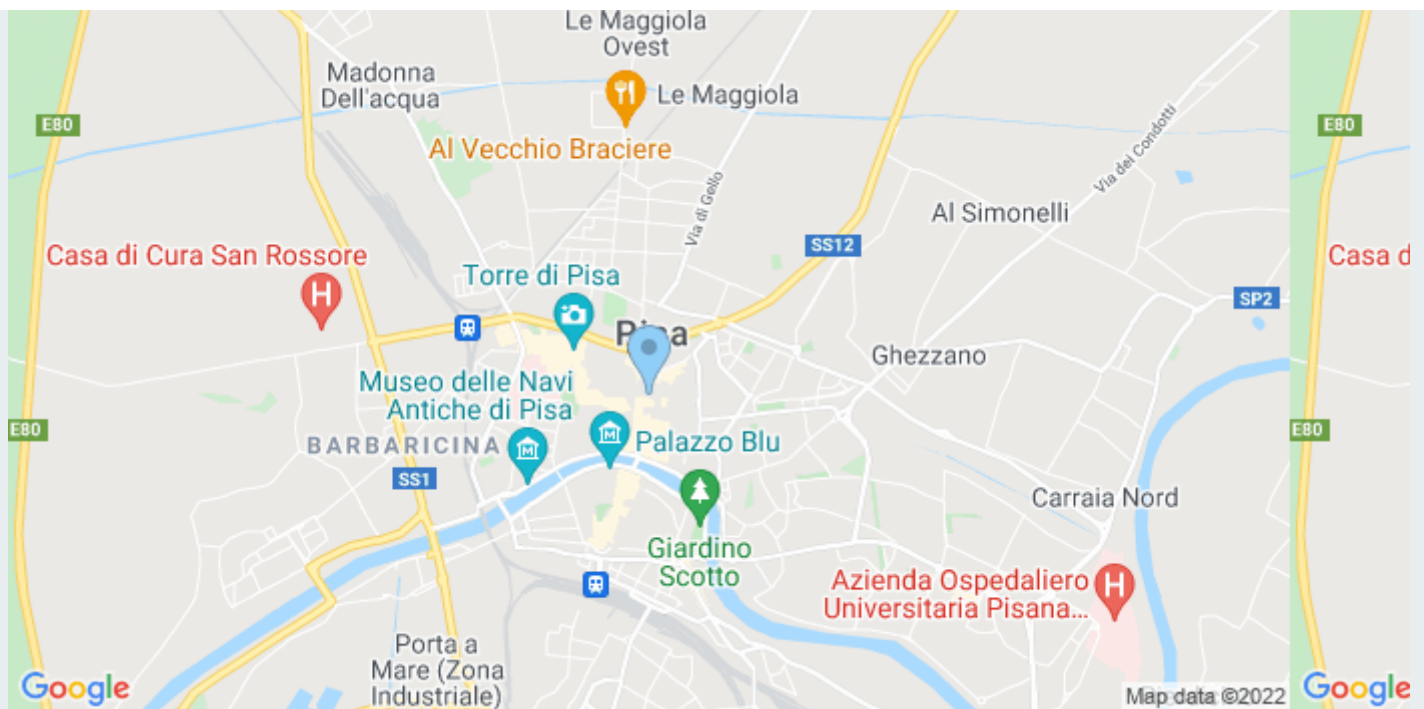 Le Maggiola
Ovest
Madonna
Dell'acqua
Le Maggiola
E80
E80
Al Vecchio Braciere
Via dei Condotti
Via di Gello
Al Simonelli
SS12
Casa di Cura San Rossore
Casa d
Torre di Pisa
SP2
Pisa
Ghezzano
Museo delle Navi
Antiche di Pisa
E80
E80
BARBARICINA
Palazzo Blu
SS1
Carraia Nord
Giardino
Scotto
Azienda Ospedaliero
Universitaria Pisana...
Porta a
Mare (Zona
Industriale)
Google
Map data ©2022
Google